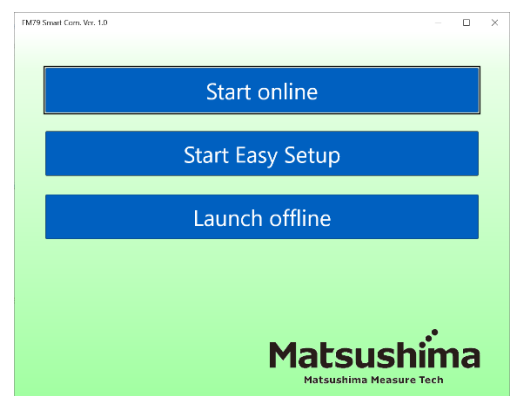 TM79 Smart Com. Ver. 1.0
Start online
Start Easy Setup
Launch offline
Matsushima
Matsushima Measure Tech